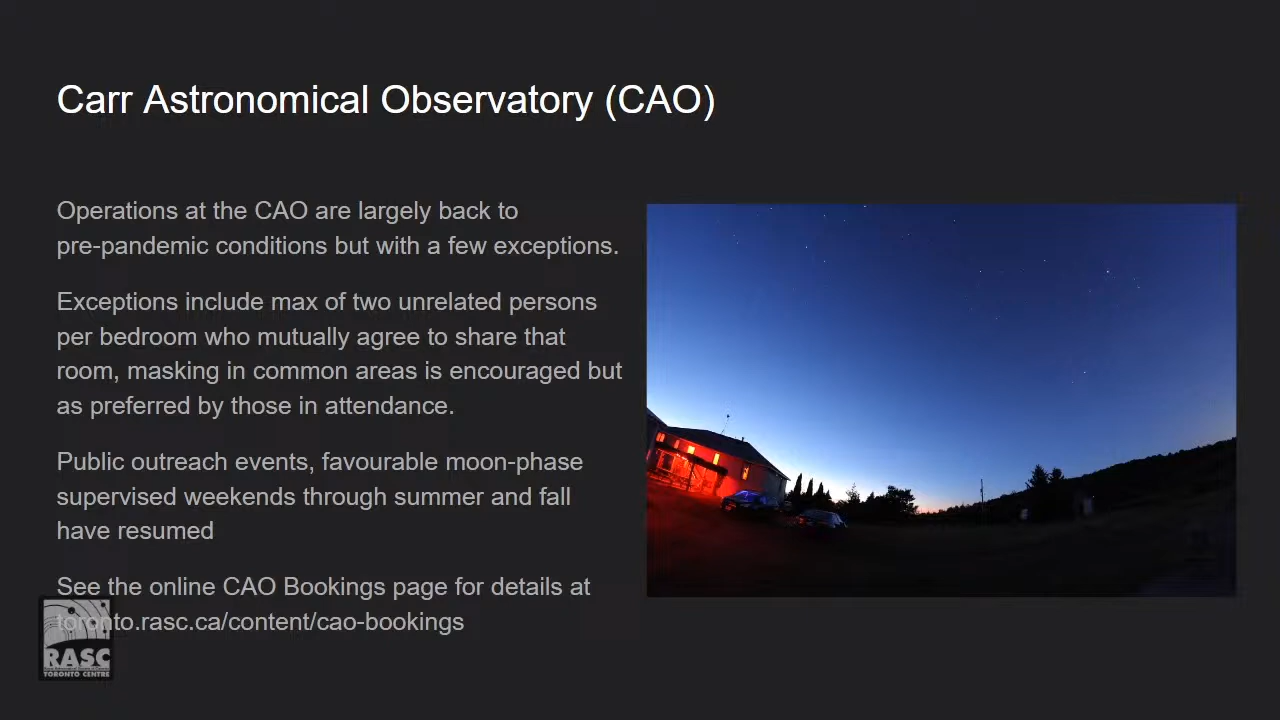 Carr Astronomical Observatory (CAO)
Operations at the CAO are largely back to
pre-pandemic conditions but with a few exceptions.
Exceptions include max of two unrelated persons
per bedroom who mutually agree to share that
room, masking in common areas is encouraged but
as preferred by those in attendance.
Public outreach events, favourable moon-phase
supervised weekends through summer and fall
have resumed
See the online CAO Bookings page for details at
toronto.rasc.ca/content/cao-bookings
RASC
TORONTO CENTRE